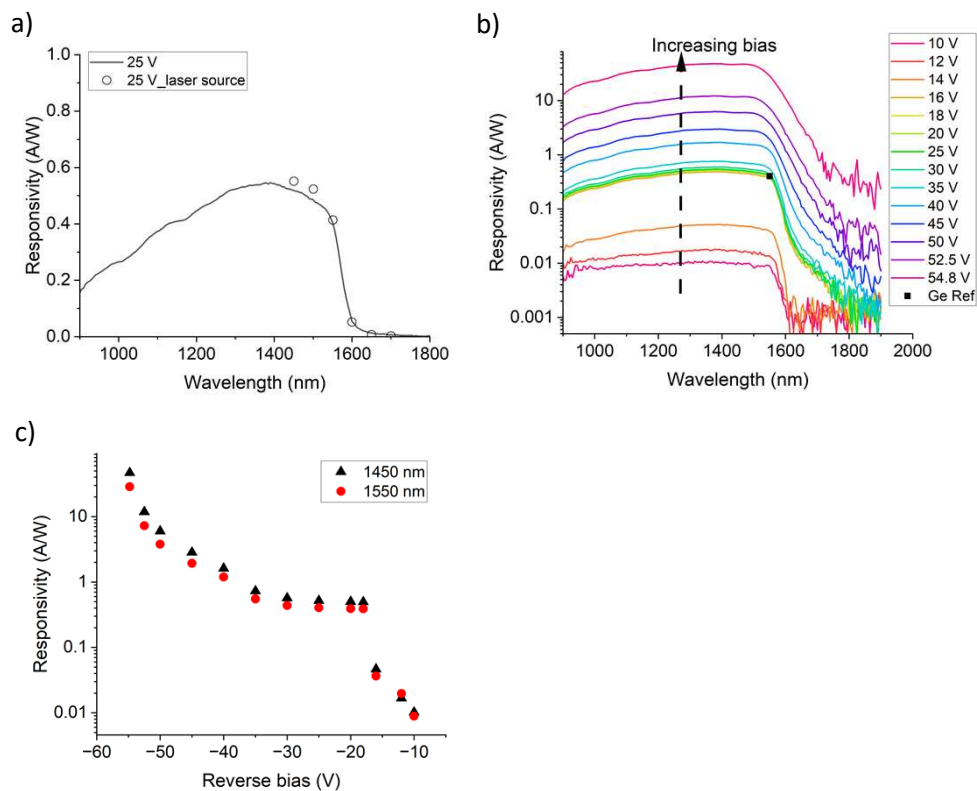 a)
1.0
0.8
0.6
0.4
0.2
0.0
Responsivity (A/W)
25 V
25 V_laser source
1000
1200
1400
1600
1800
Wavelength (nm)
b)
Increasing bias
10
1
0.1
0.01
0.001
Responsivity (A/W)
1000
1200
1400
1600
1800
2000
Wavelength (nm)
10 V
12 V
14 V
16 V
18 V
20 V
25 V
30 V
35 V
40 V
45 V
50 V
52.5 V
54.8 V
Ge Ref
c)
10
1
0.1
0.01
Responsivity (A/W)
1450 nm
1550 nm
−60
−50
−40
−30
−20
−10
Reverse bias (V)